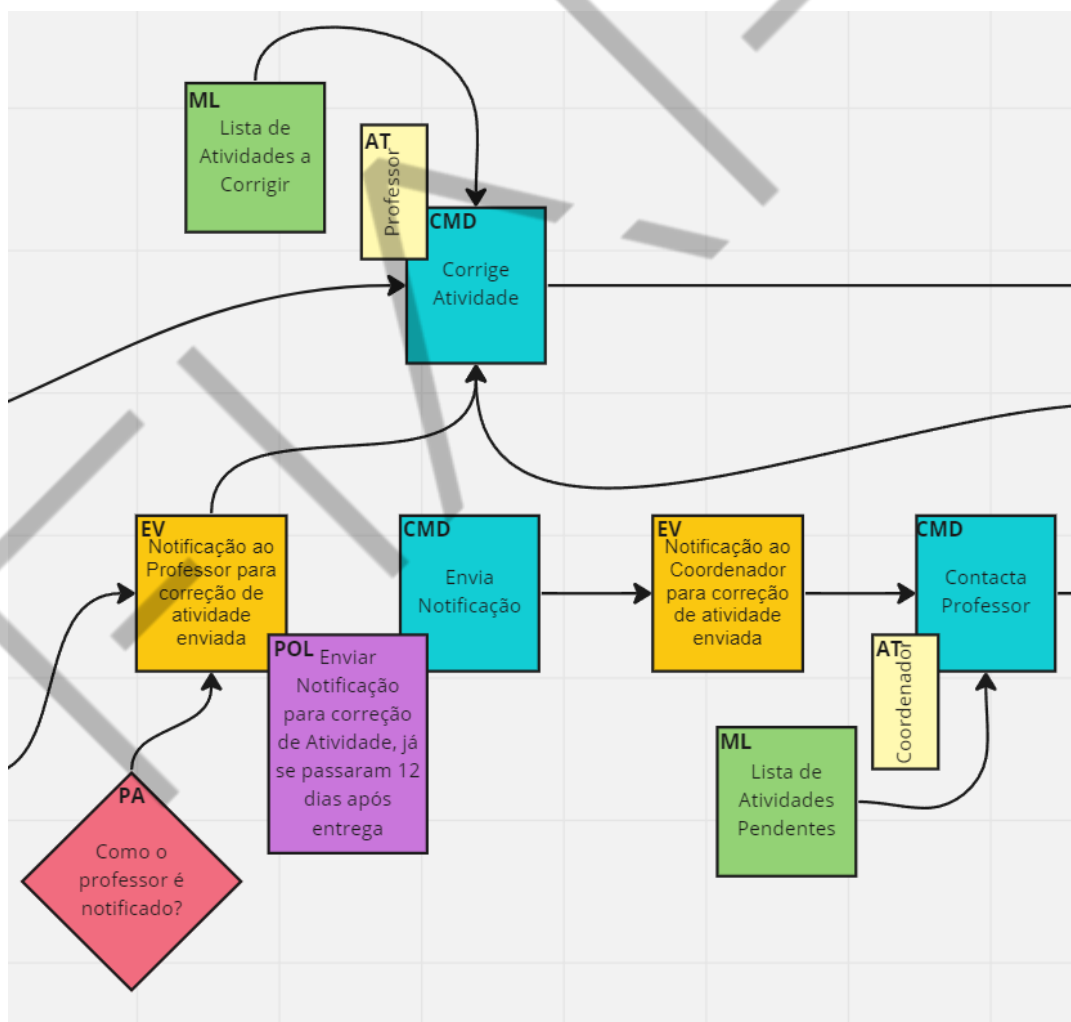 ML
Lista de
Atividades a
Corrigir
AT
Professor
CMD
Corrige
Atividade
EV
Notificação ao
Professor para
correção de
atividade
enviada
CMD
Envia
Notificação
EV
Notificação ao
Coordenador
para correção
de atividade
enviada
CMD
Contacta
Professor
POL
Enviar
Notificação
para correção
de Atividade, já
se passaram 12
dias após
entrega
AT
Coordenador
ML
Lista de
Atividades
Pendentes
PA
Como o
professor é
notificado?